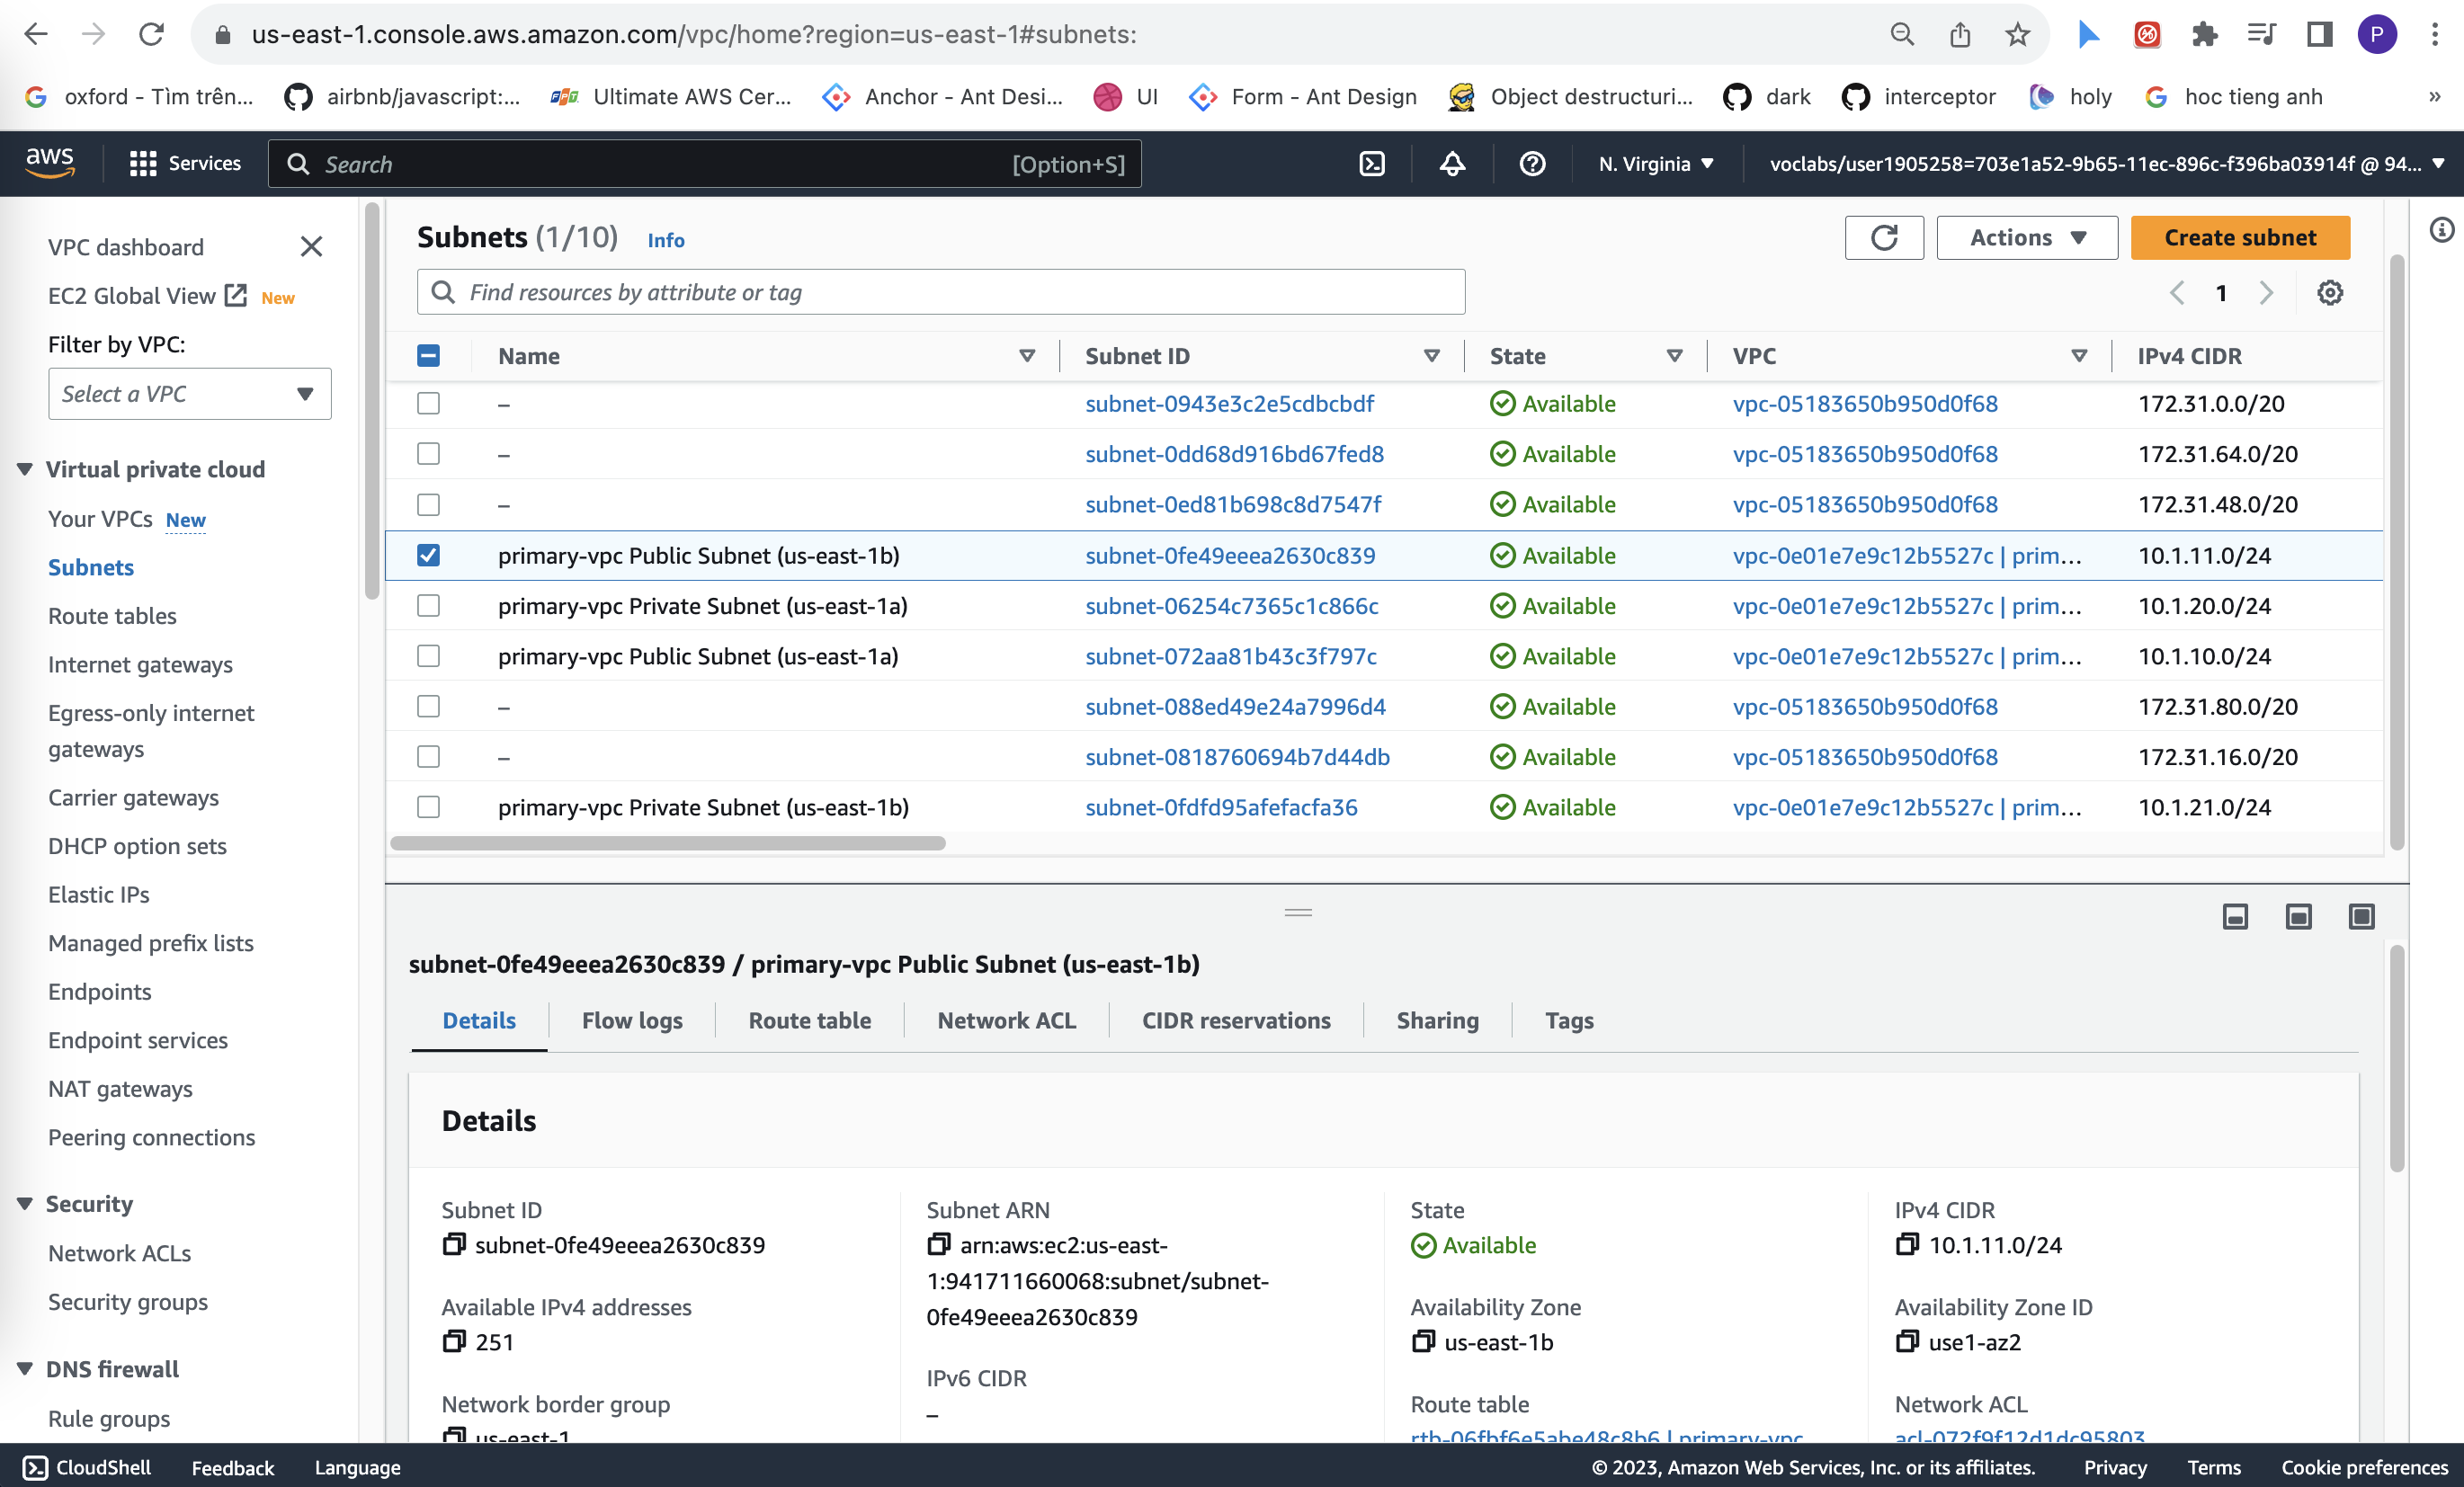 us-east-1.console.aws.amazon.com/vpc/home?region=us-east-1#subnets:
P
oxford - Tìm trên...
airbnb/javascript:...
Ultimate AWS Cer...
Anchor - Ant Desi...
UI
Form - Ant Design
Object destructuri...
dark
interceptor
holy
hoc tieng anh
»
aws
Services
Search
[Option+S]
N. Virginia
voclabs/user1905258=703e1a52-9b65-11ec-896c-f396ba03914f @ 94...
VPC dashboard
EC2 Global View New
Filter by VPC:
Select a VPC
Virtual private cloud
Your VPCs New
Subnets
Route tables
Internet gateways
Egress-only internet
gateways
Carrier gateways
DHCP option sets
Elastic IPs
Managed prefix lists
Endpoints
Endpoint services
NAT gateways
Peering connections
Security
Network ACLs
Security groups
DNS firewall
Rule groups
Subnets (1/10) Info
Actions
Create subnet
Find resources by attribute or tag
1
Name Subnet ID State VPC IPv4 CIDR
– subnet-0943e3c2e5cdbcbdf Available vpc-05183650b950d0f68 172.31.0.0/20
– subnet-0dd68d916bd67fed8 Available vpc-05183650b950d0f68 172.31.64.0/20
– subnet-0ed81b698c8d7547f Available vpc-05183650b950d0f68 172.31.48.0/20
primary-vpc Public Subnet (us-east-1b) subnet-0fe49eeea2630c839 Available vpc-0e01e7e9c12b5527c | prim... 10.1.11.0/24
primary-vpc Private Subnet (us-east-1a) subnet-06254c7365c1c866c Available vpc-0e01e7e9c12b5527c | prim... 10.1.20.0/24
primary-vpc Public Subnet (us-east-1a) subnet-072aa81b43c3f797c Available vpc-0e01e7e9c12b5527c | prim... 10.1.10.0/24
– subnet-088ed49e24a7996d4 Available vpc-05183650b950d0f68 172.31.80.0/20
– subnet-0818760694b7d44db Available vpc-05183650b950d0f68 172.31.16.0/20
primary-vpc Private Subnet (us-east-1b) subnet-0fdfd95afefacfa36 Available vpc-0e01e7e9c12b5527c | prim... 10.1.21.0/24
subnet-0fe49eeea2630c839 / primary-vpc Public Subnet (us-east-1b)
Details Flow logs Route table Network ACL CIDR reservations Sharing Tags
Details
Subnet ID
subnet-0fe49eeea2630c839
Available IPv4 addresses
251
Network border group
us-east-1
Subnet ARN
arn:aws:ec2:us-east-
1:941711660068:subnet/subnet-
0fe49eeea2630c839
IPv6 CIDR
–
State
Available
Availability Zone
us-east-1b
Route table
rtb-06fbf6e5abe48c8b6 | primary-vpc
IPv4 CIDR
10.1.11.0/24
Availability Zone ID
use1-az2
Network ACL
acl-072f9f12d1dc95803
CloudShell Feedback Language
© 2023, Amazon Web Services, Inc. or its affiliates. Privacy Terms Cookie preferences